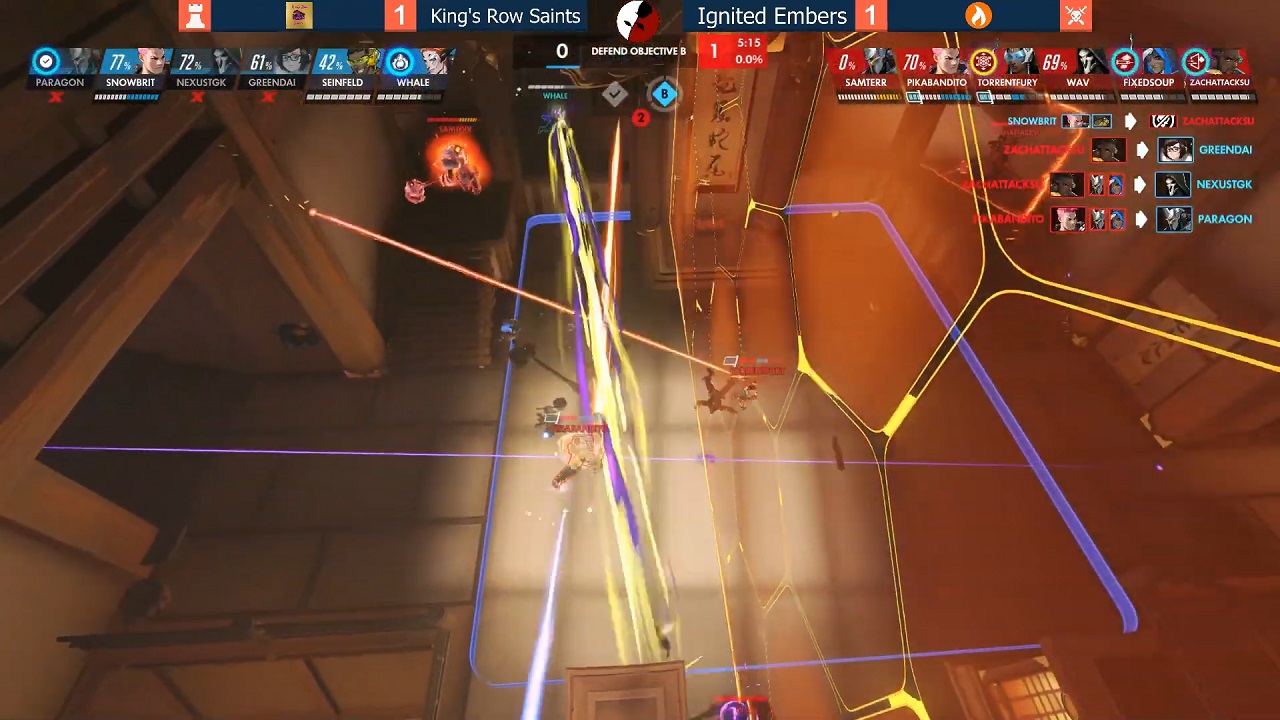 1 King's Row Saints
Ignited Embers 1
0 DEFEND OBJECTIVE B 1 5:15
0.0%
77% 72% 61% 42%
0% 70% 69%
PARAGON SNOWBRIT NEXUSTGK GREENDAI SEINFELD WHALE
SAMTERR PIKABANDITO TORRENTFURY WAV FIXEDSOUP ZACHATTACKSU
WHALE
B
2
SNOWBRIT ZACHATTACKSU
ZACHATTACKSU GREENDAI
ZACHATTACKSU NEXUSTGK
PIKABANDITO PARAGON
SAMTERR
PIKABANDITO